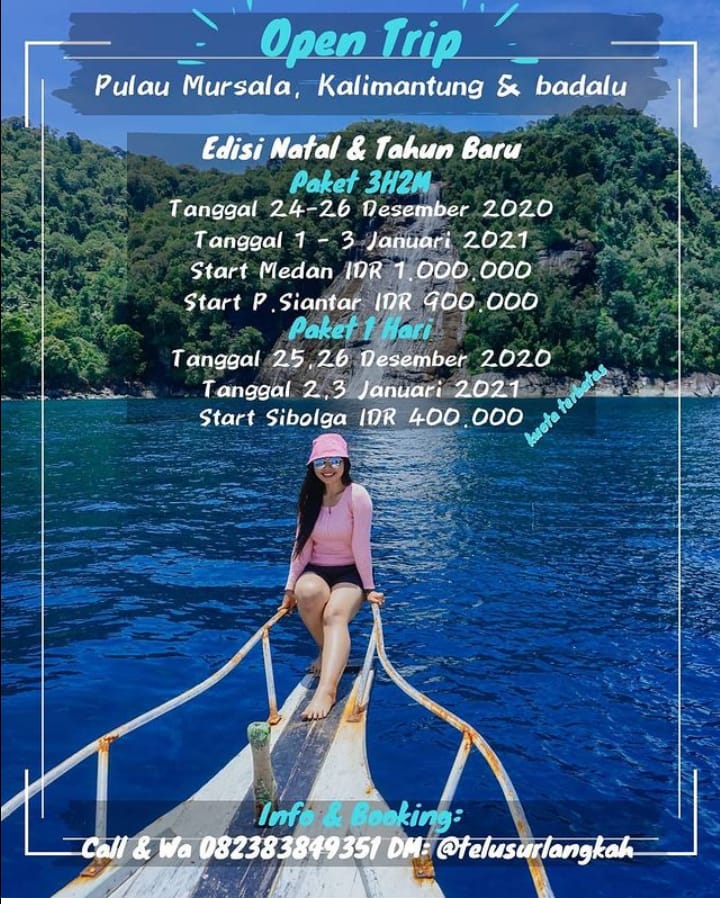 Open Trip
Pulau Mursala, Kalimantung & badalu
Edisi Natal & Tahun Baru
Paket 3H2M
Tanggal 24-26 Desember 2020
Tanggal 1 - 3 Januari 2021
Start Medan IDR 1.000.000
Start P.Siantar IDR 900.000
Paket 1 Hari
Tanggal 25,26 Desember 2020
Tanggal 2,3 Januari 2021
Start Sibolga IDR 400.000
kuota terbatas
Info & Booking:
Call & Wa 082383849351 DM: @telusurlangkah